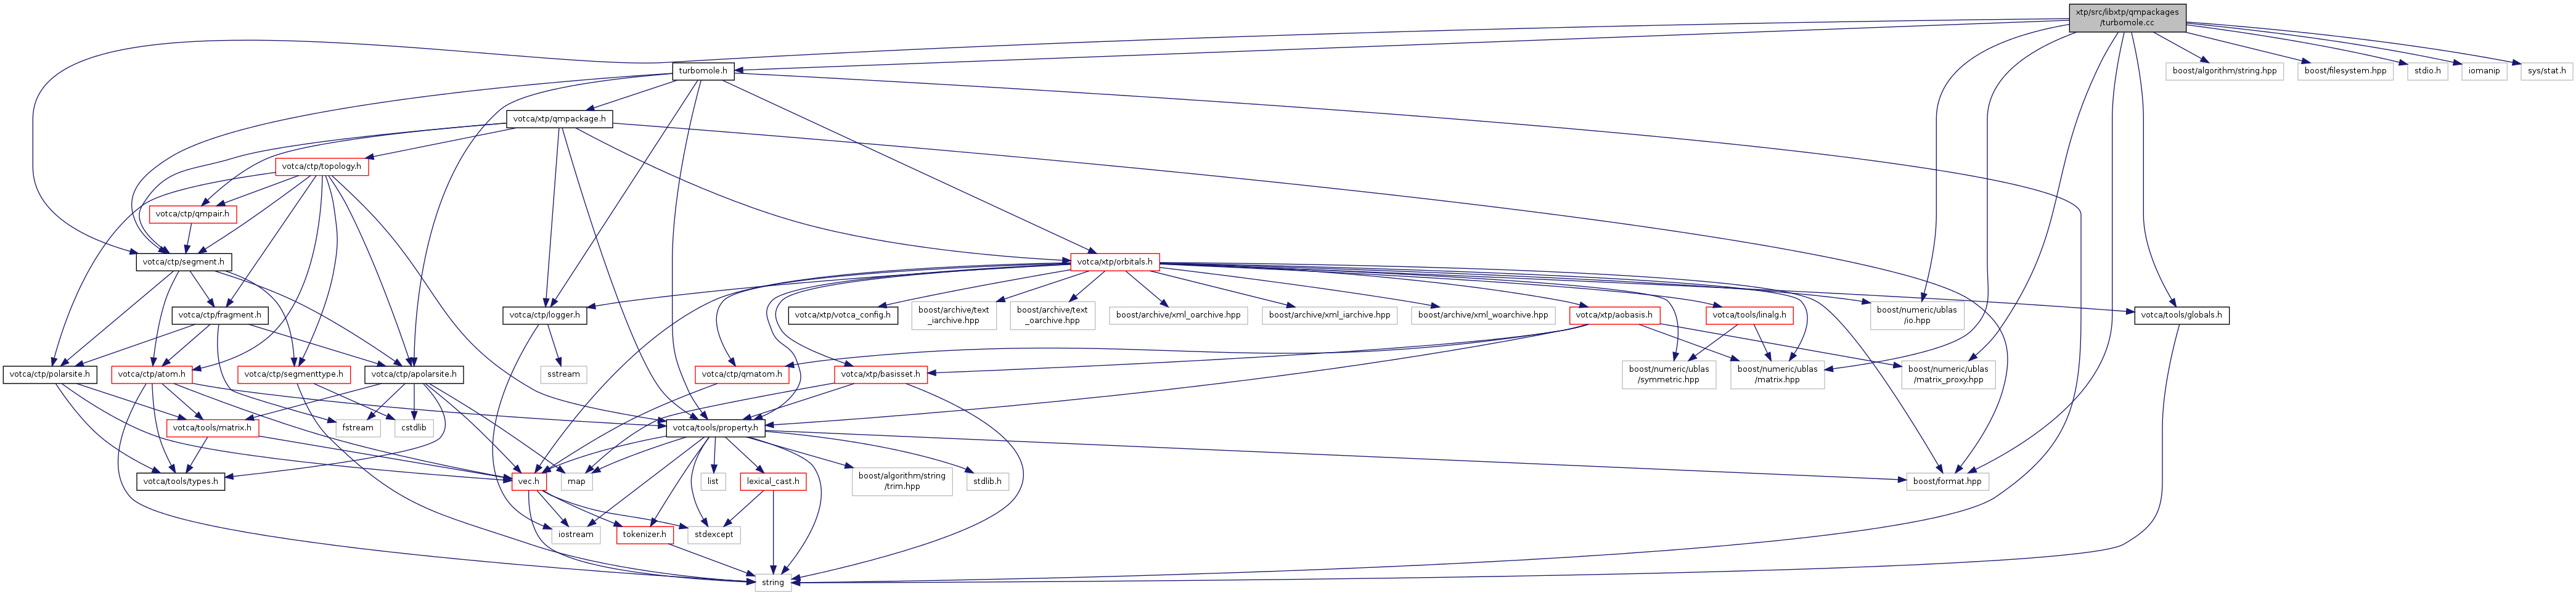 xtp/src/libxtp/qmpackages
/turbomole.cc
turbomole.h
boost/algorithm/string.hpp
boost/filesystem.hpp
stdio.h
iomanip
sys/stat.h
votca/xtp/qmpackage.h
votca/ctp/topology.h
votca/ctp/qmpair.h
votca/ctp/segment.h
votca/xtp/orbitals.h
votca/ctp/fragment.h
votca/ctp/logger.h
votca/xtp/votca_config.h
boost/archive/text
_iarchive.hpp
boost/archive/text
_oarchive.hpp
boost/archive/xml_oarchive.hpp
boost/archive/xml_iarchive.hpp
boost/archive/xml_woarchive.hpp
votca/xtp/aobasis.h
votca/tools/linalg.h
boost/numeric/ublas
/io.hpp
votca/tools/globals.h
votca/ctp/polarsite.h
votca/ctp/atom.h
votca/ctp/segmenttype.h
votca/ctp/apolarsite.h
sstream
votca/ctp/qmatom.h
votca/xtp/basisset.h
boost/numeric/ublas
/symmetric.hpp
boost/numeric/ublas
/matrix.hpp
boost/numeric/ublas
/matrix_proxy.hpp
votca/tools/matrix.h
fstream
cstdlib
votca/tools/property.h
votca/tools/types.h
vec.h
map
list
lexical_cast.h
boost/algorithm/string
/trim.hpp
stdlib.h
boost/format.hpp
iostream
tokenizer.h
stdexcept
string